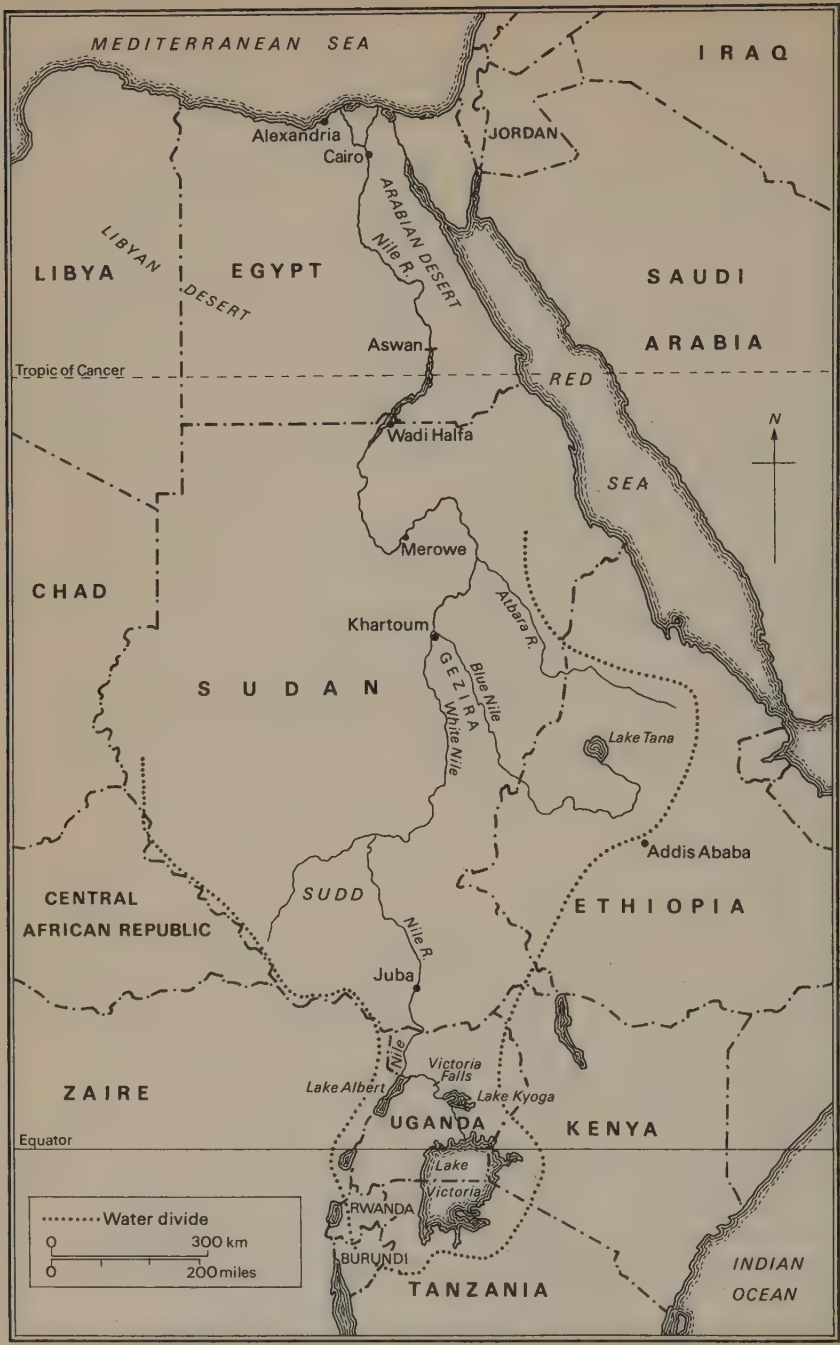 MEDITERRANEAN SEA
IRAQ
Alexandria
JORDAN
Cairo
ARABIAN DESERT
Nile R.
LIBYAN DESERT
LIBYA
EGYPT
SAUDI
ARABIA
Aswan
Tropic of Cancer
RED
SEA
N
Wadi Halfa
Merowe
CHAD
Atbara R.
Khartoum
GEZIRA
Blue Nile
White Nile
SUDAN
Lake Tana
Addis Ababa
CENTRAL
AFRICAN REPUBLIC
SUDD
ETHIOPIA
Nile R.
Juba
Nile
Victoria
Falls
Lake Albert
Lake Kyoga
ZAIRE
UGANDA
KENYA
Equator
Lake
Victoria
RWANDA
BURUNDI
Water divide
0 300 km
0 200 miles
TANZANIA
INDIAN
OCEAN